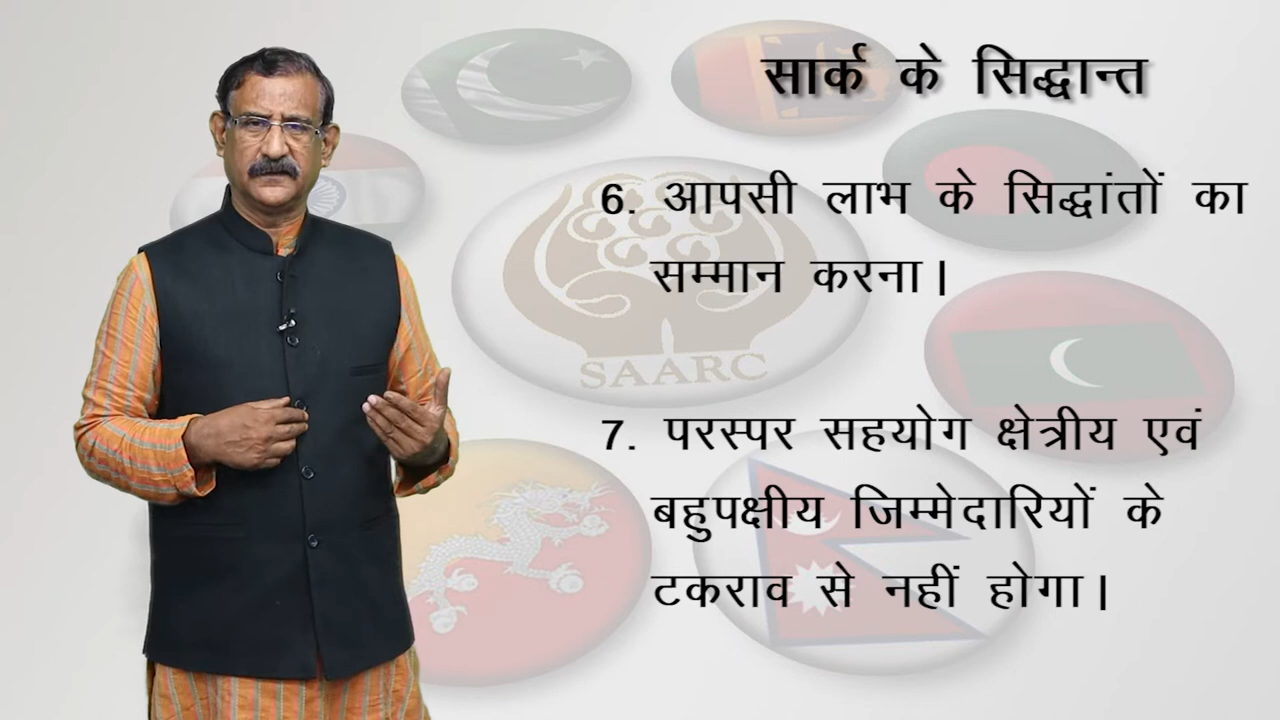 सार्क के सिद्धान्त
6. आपसी लाभ के सिद्धांतों का
सम्मान करना।
SAARC
7. परस्पर सहयोग क्षेत्रीय एवं
बहुपक्षीय जिम्मेदारियों के
टकराव से नहीं होगा।